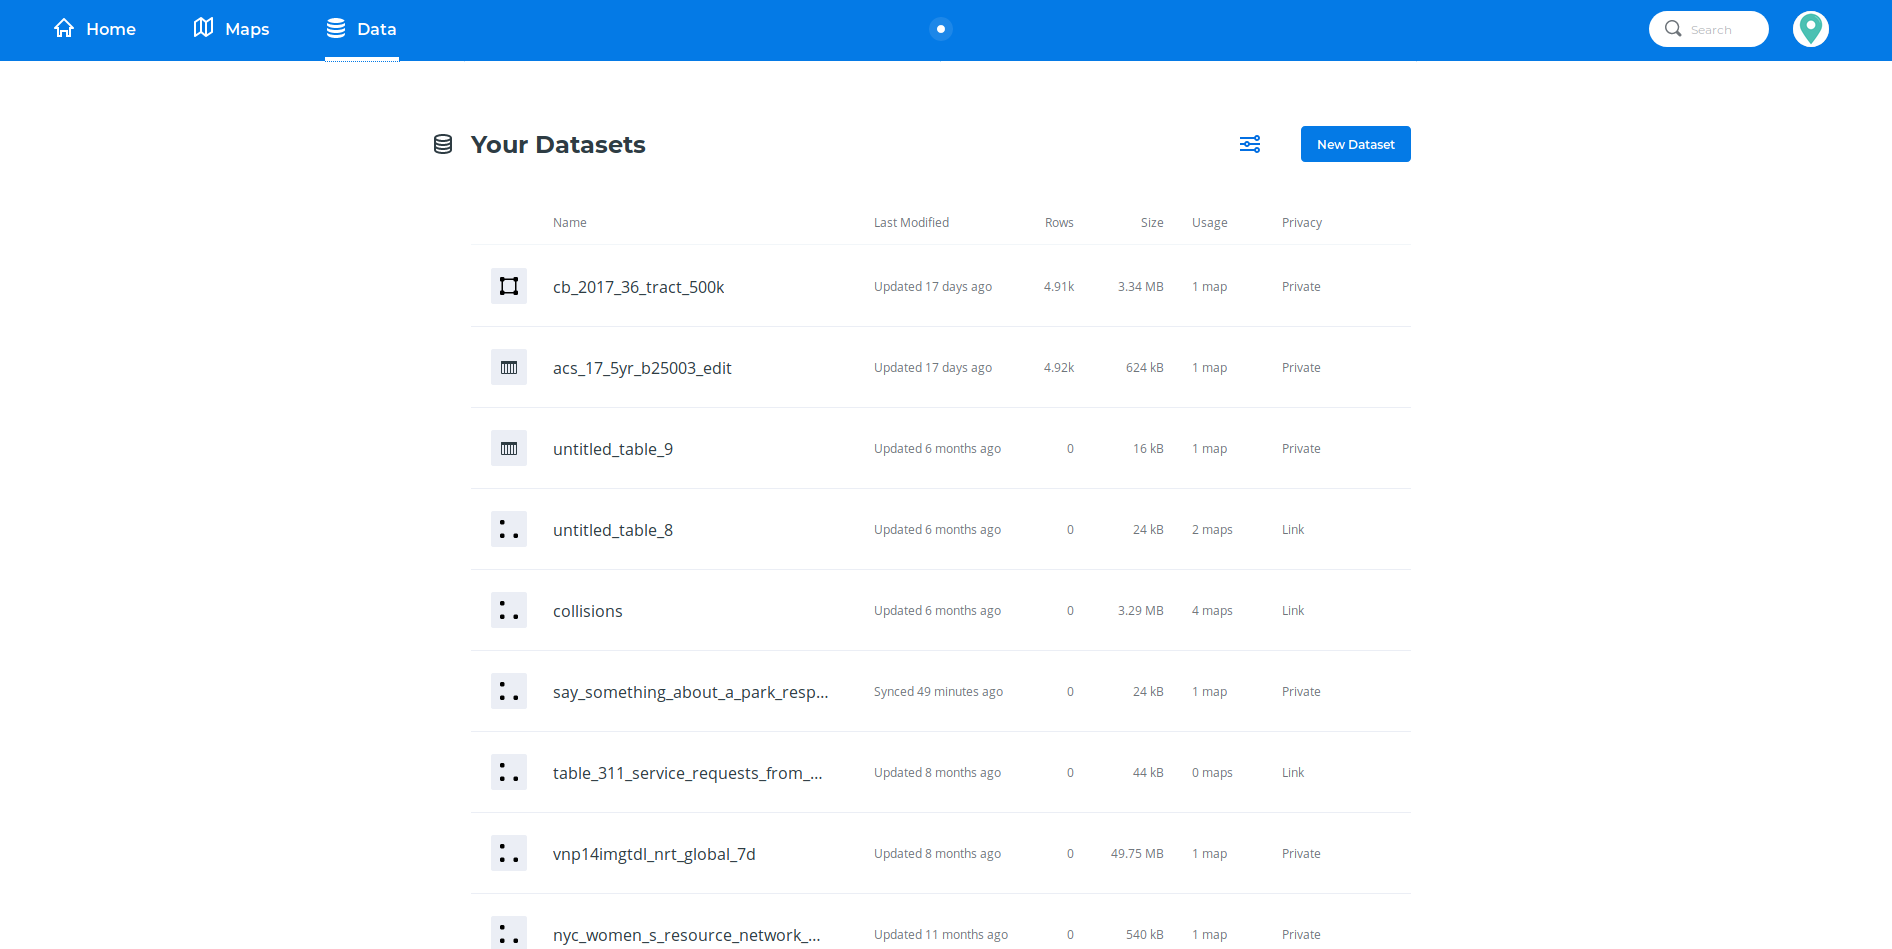 Home Maps Data Search
Your Datasets New Dataset
Name Last Modified Rows Size Usage Privacy
cb_2017_36_tract_500k Updated 17 days ago 4.91k 3.34 MB 1 map Private
acs_17_5yr_b25003_edit Updated 17 days ago 4.92k 624 kB 1 map Private
untitled_table_9 Updated 6 months ago 0 16 kB 1 map Private
untitled_table_8 Updated 6 months ago 0 24 kB 2 maps Link
collisions Updated 6 months ago 0 3.29 MB 4 maps Link
say_something_about_a_park_resp... Synced 49 minutes ago 0 24 kB 1 map Private
table_311_service_requests_from_... Updated 8 months ago 0 44 kB 0 maps Link
vnp14imgtdl_nrt_global_7d Updated 8 months ago 0 49.75 MB 1 map Private
nyc_women_s_resource_network_... Updated 11 months ago 0 540 kB 1 map Private